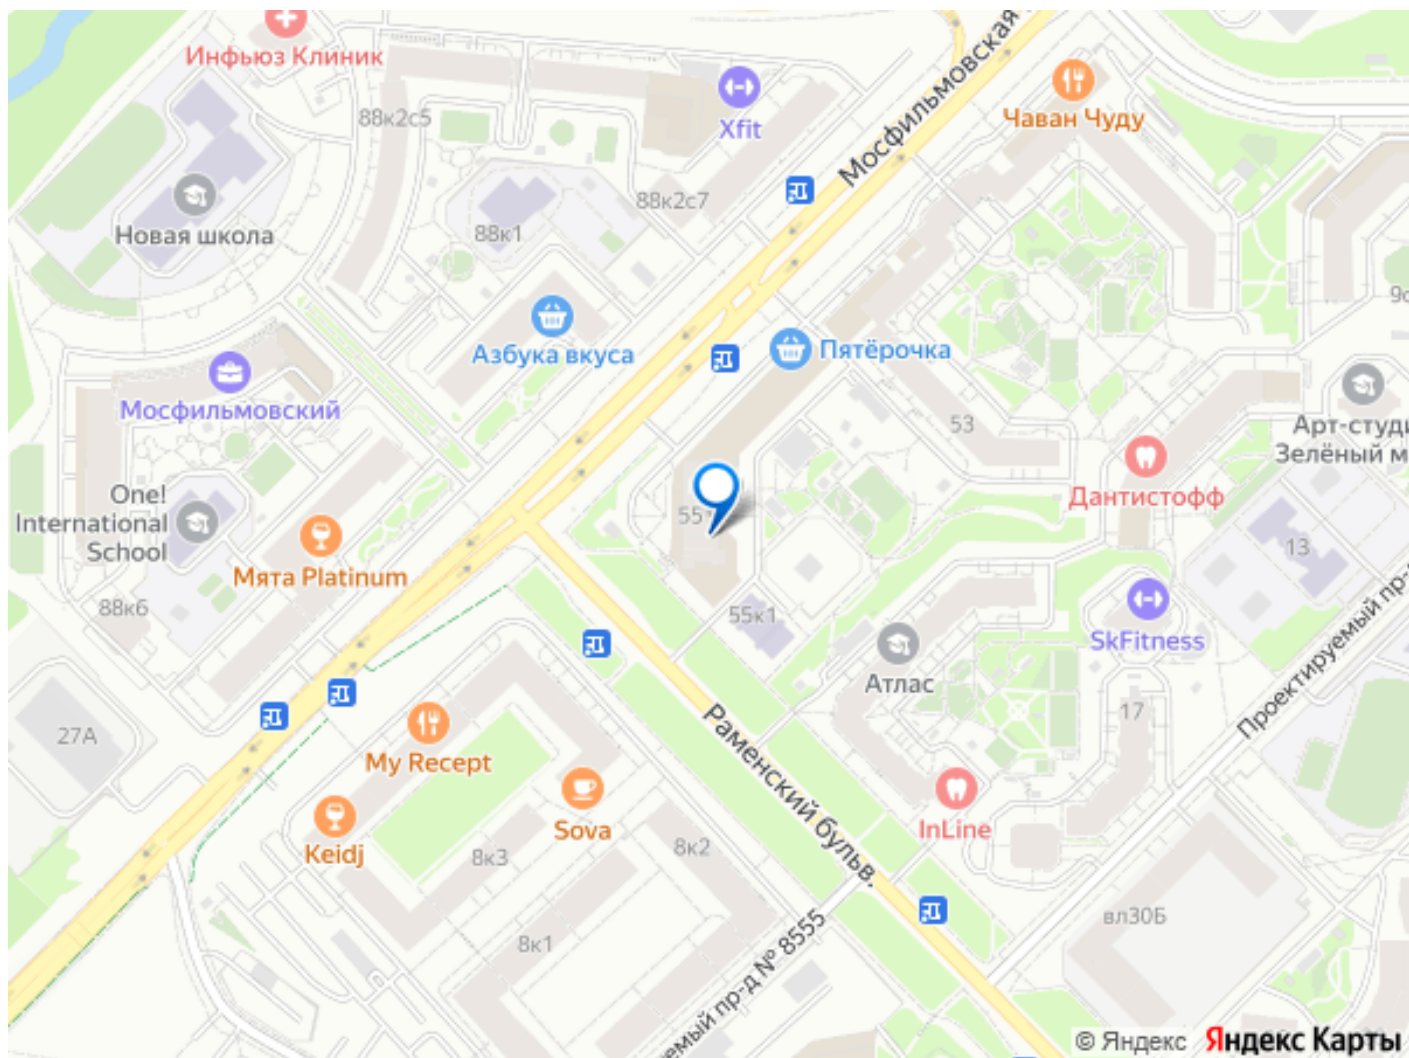 Инфьюз Клиник
88к2с5
Xfit
Мосфильмовская
Чаван Чуду
88к2с7
Новая школа
88к1
Азбука вкуса
Пятёрочка
Мосфильмовский
53
Арт-студи
Зелёный м
Дантистофф
One!
International
School
55
13
Мята Platinum
88к6
55к1
SkFitness
Проектируемый пр-д
Атлас
27А
17
My Recept
Раменский бульв.
InLine
Sova
Keidj
8к3
8к2
вл30Б
8к1
емый пр-д № 8555
© Яндекс Яндекс Карты